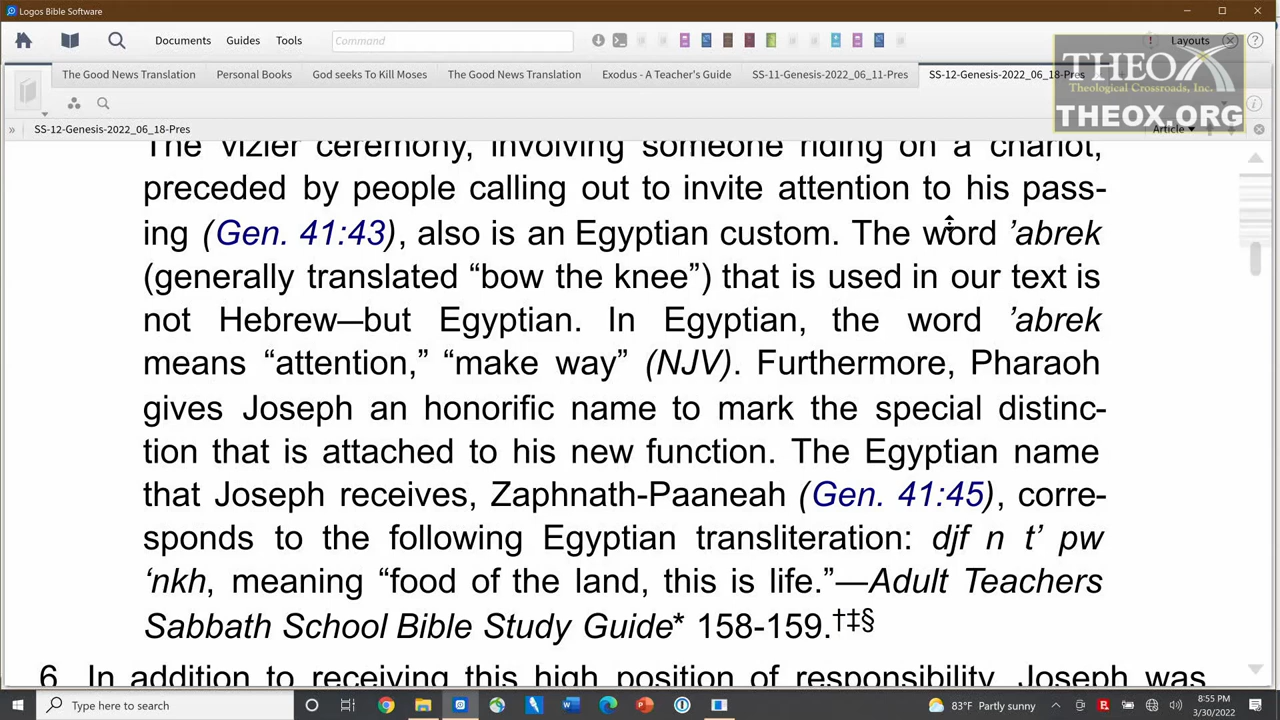 Logos Bible Software
Documents Guides Tools Command Layouts
The Good News Translation Personal Books God seeks To Kill Moses The Good News Translation Exodus - A Teacher's Guide SS-11-Genesis-2022_06_11-Pres SS-12-Genesis-2022_06_18-Pres
THEOX
Theological Crossroads, Inc.
THEOX.ORG
SS-12-Genesis-2022_06_18-Pres Article
The vizier ceremony, involving someone riding on a chariot,
preceded by people calling out to invite attention to his pass-
ing (Gen. 41:43), also is an Egyptian custom. The word ’abrek
(generally translated “bow the knee”) that is used in our text is
not Hebrew—but Egyptian. In Egyptian, the word ’abrek
means “attention,” “make way” (NJV). Furthermore, Pharaoh
gives Joseph an honorific name to mark the special distinc-
tion that is attached to his new function. The Egyptian name
that Joseph receives, Zaphnath-Paaneah (Gen. 41:45), corre-
sponds to the following Egyptian transliteration: djf n t’ pw
‘nkh, meaning “food of the land, this is life.”—Adult Teachers
Sabbath School Bible Study Guide* 158-159.†‡§
6 In addition to receiving this high position of responsibility, Joseph was
Type here to search
83°F Partly sunny
8:55 PM
3/30/2022